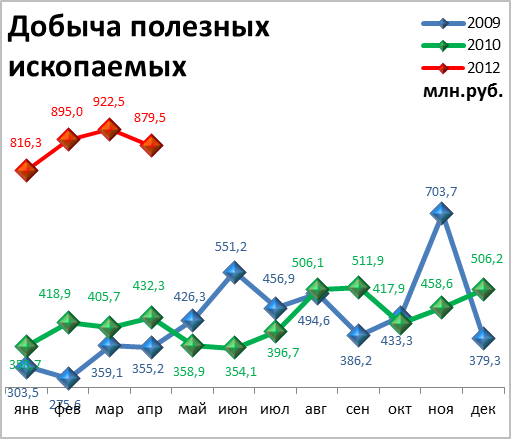 Добыча полезных
ископаемых
2009
2010
2012
млн.руб.
816,3 895,0 922,5 879,5
418,9 405,7 432,3 358,9 354,1 396,7 506,1 511,9 417,9 458,6 506,2
303,5 275,6 359,1 355,2 426,3 551,2 456,9 494,6 386,2 433,3 703,7 379,3
янв фев мар апр май июн июл авг сен окт ноя дек